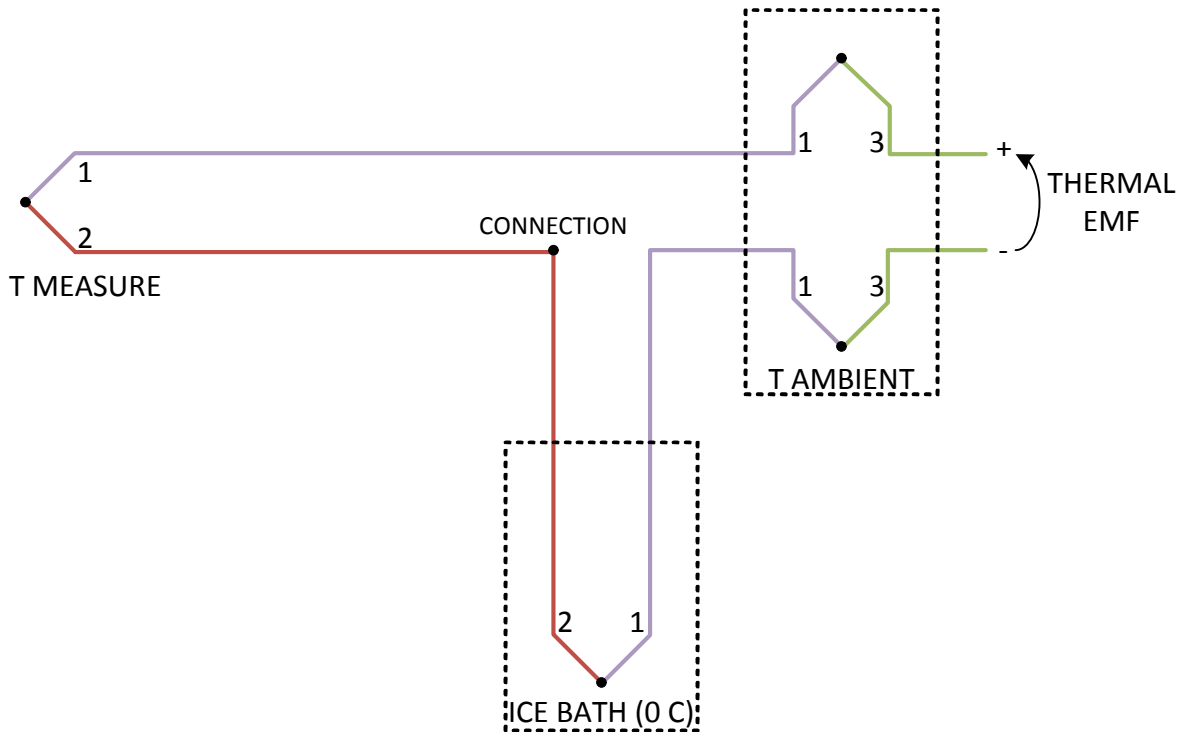 1
1
3
+
THERMAL
EMF
2
CONNECTION
-
T MEASURE
1
3
T AMBIENT
2
1
ICE BATH (0 C)